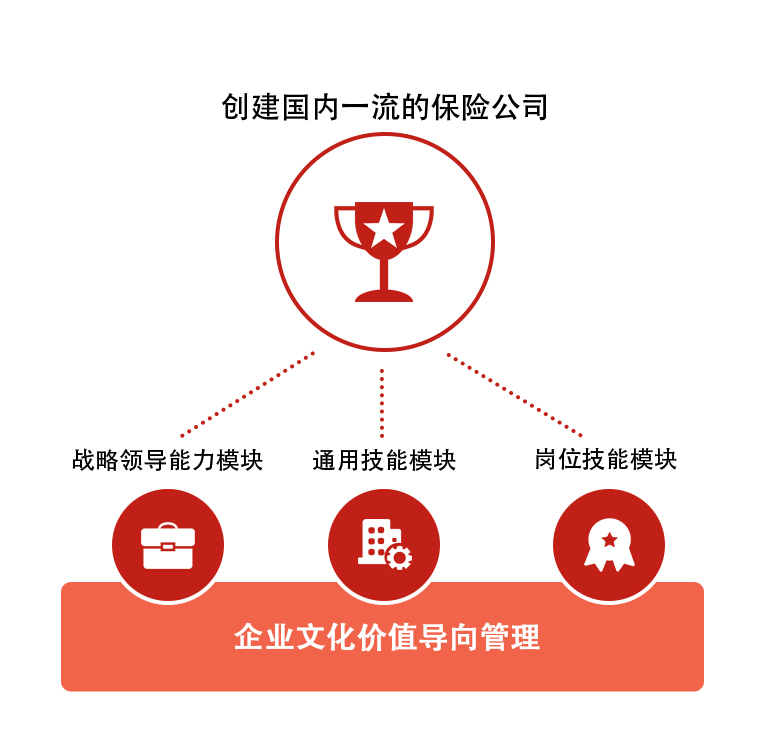 创建国内一流的保险公司
战略领导能力模块
通用技能模块
岗位技能模块
企业文化价值导向管理